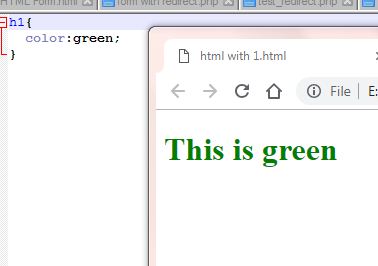 HTML Form.html form with redirect.php test_redirect.php
h1{
color:green;
}
html with 1.html
File E:
This is green